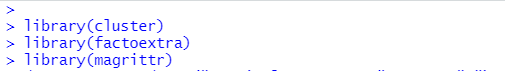 >
> library(cluster)
> library(factoextra)
> library(magrittr)